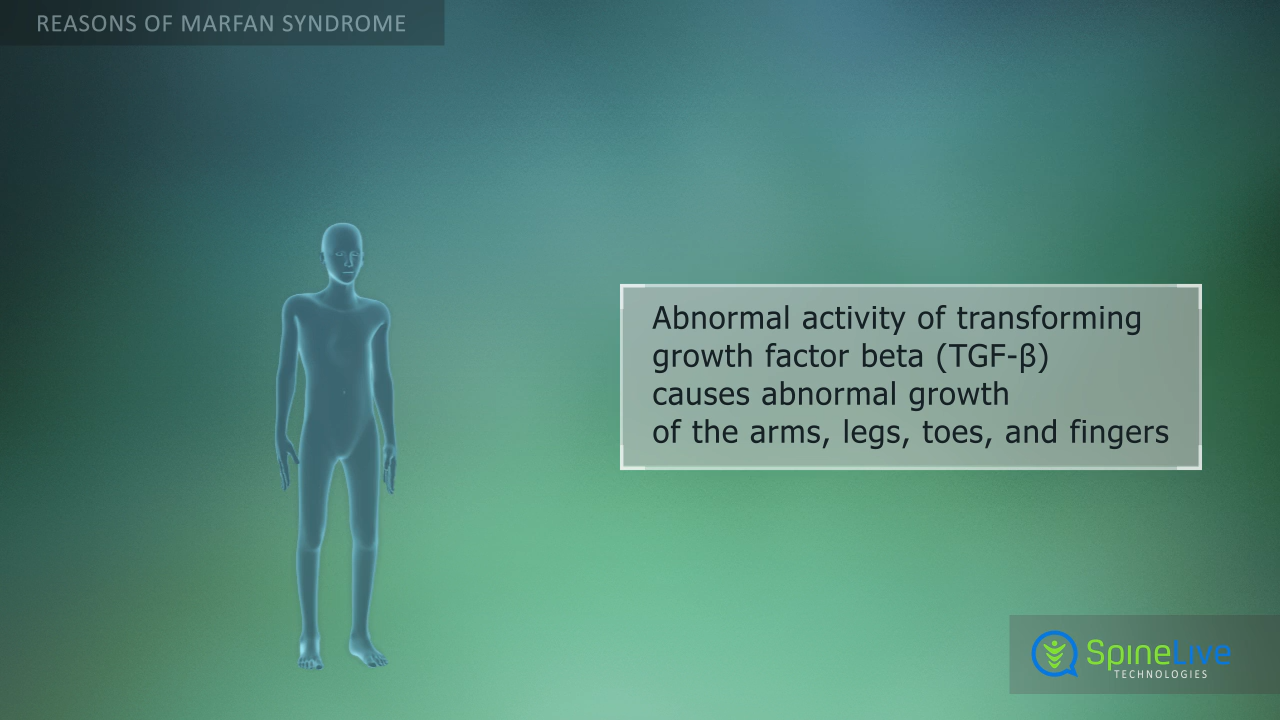 REASONS OF MARFAN SYNDROME
Abnormal activity of transforming
growth factor beta (TGF-β)
causes abnormal growth
of the arms, legs, toes, and fingers
SpineLive
TECHNOLOGIES